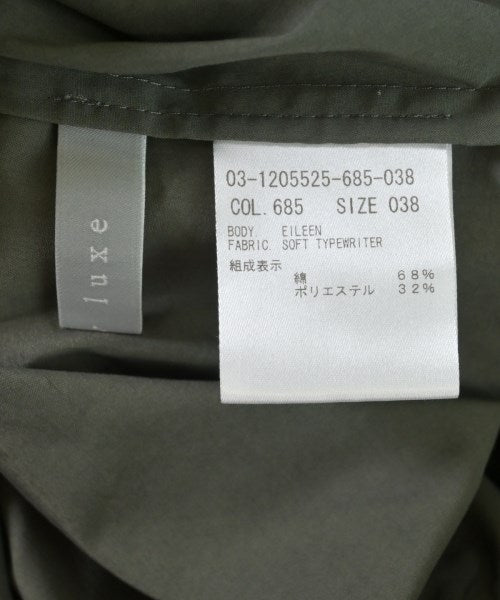 luxe
03-1205525-685-038
COL. 685 SIZE 038
BODY. EILEEN
FABRIC. SOFT TYPEWRITER
組成表示
綿 68%
ポリエステル 32%